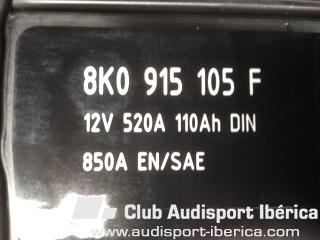 8K0 915 105 F
12V 520A 110Ah DIN
850A EN/SAE
Club Audisport Ibérica
www.audisport-iberica.com